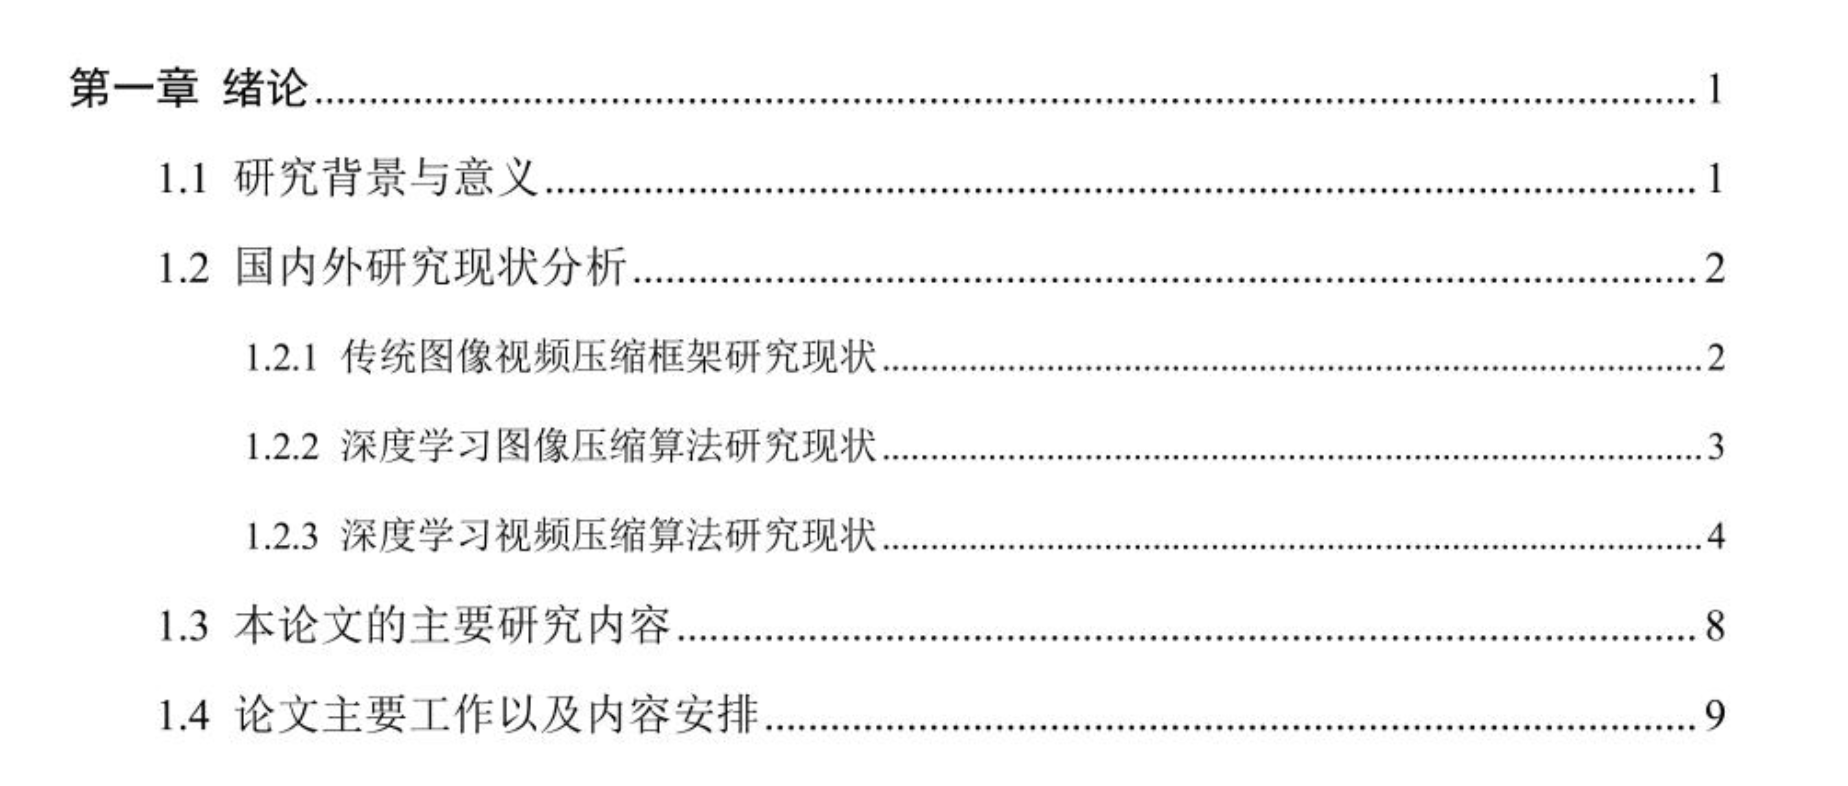 第一章 绪论........................................ 1
1.1 研究背景与意义........................................ 1
1.2 国内外研究现状分析........................................ 2
1.2.1 传统图像视频压缩框架研究现状........................................ 2
1.2.2 深度学习图像压缩算法研究现状........................................ 3
1.2.3 深度学习视频压缩算法研究现状........................................ 4
1.3 本论文的主要研究内容........................................ 8
1.4 论文主要工作以及内容安排........................................ 9